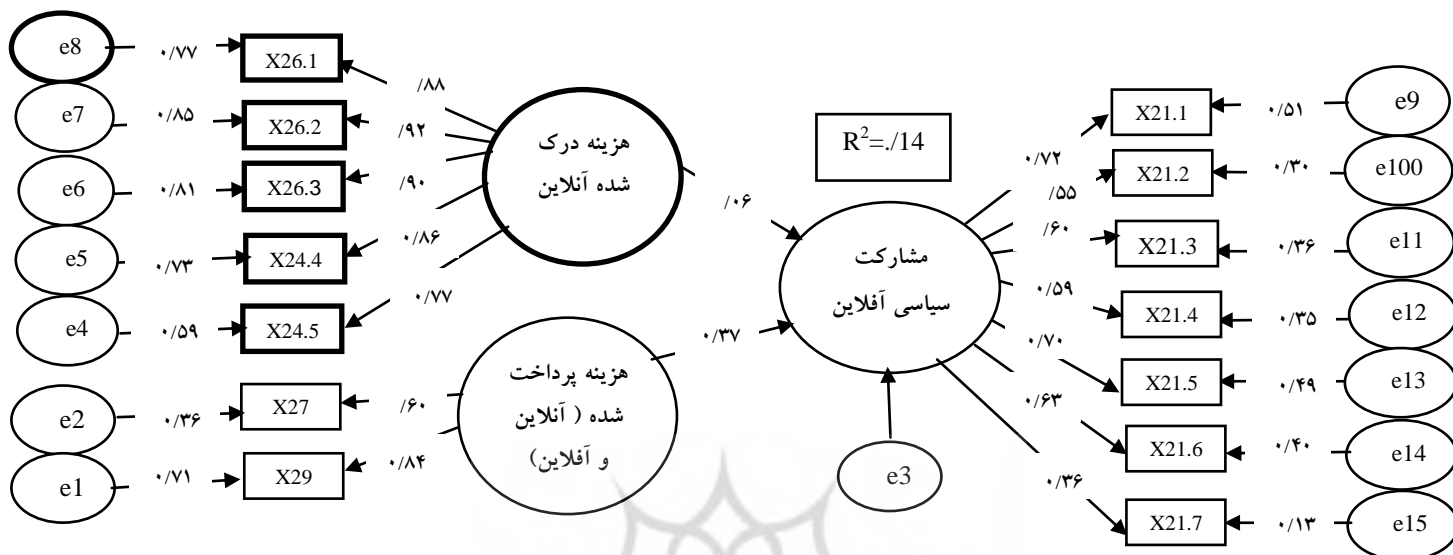 e8
۰/۷۷
X26.1
/۸۸
e7
۰/۸۵
X26.2
/۹۲
e6
۰/۸۱
X26.3
/۹۰
e5
۰/۷۳
X24.4
۰/۸۶
e4
۰/۵۹
X24.5
۰/۷۷
هزینه درک
شده آنلاین
/۰۶
e2
۰/۳۶
X27
/۶۰
e1
۰/۷۱
X29
۰/۸۴
هزینه پرداخت
شده ( آنلاین
و آفلاین)
۰/۳۷
R²=./14
مشارکت
سیاسی آفلاین
e3
۰/۷۲
X21.1
۰/۵۱
e9
/۵۵
X21.2
۰/۳۰
e100
/۶۰
X21.3
۰/۳۶
e11
۰/۵۹
X21.4
۰/۳۵
e12
۰/۷۰
X21.5
۰/۴۹
e13
۰/۶۳
X21.6
۰/۴۰
e14
۰/۳۶
X21.7
۰/۱۳
e15